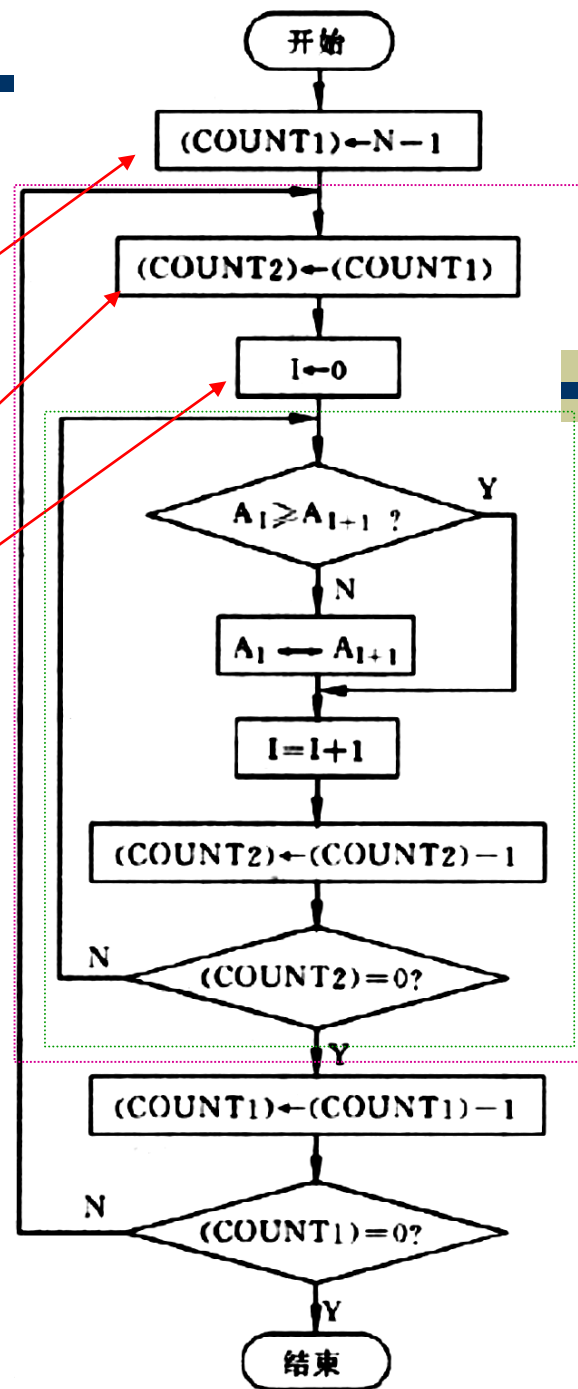 开始
(COUNT1)←N-1
(COUNT2)←(COUNT1)
I←0
A_I≥A_{I+1} ?
Y
N
A_I ⟷ A_{I+1}
I=I+1
(COUNT2)←(COUNT2)-1
N
(COUNT2)=0?
Y
(COUNT1)←(COUNT1)-1
N
(COUNT1)=0?
Y
结束